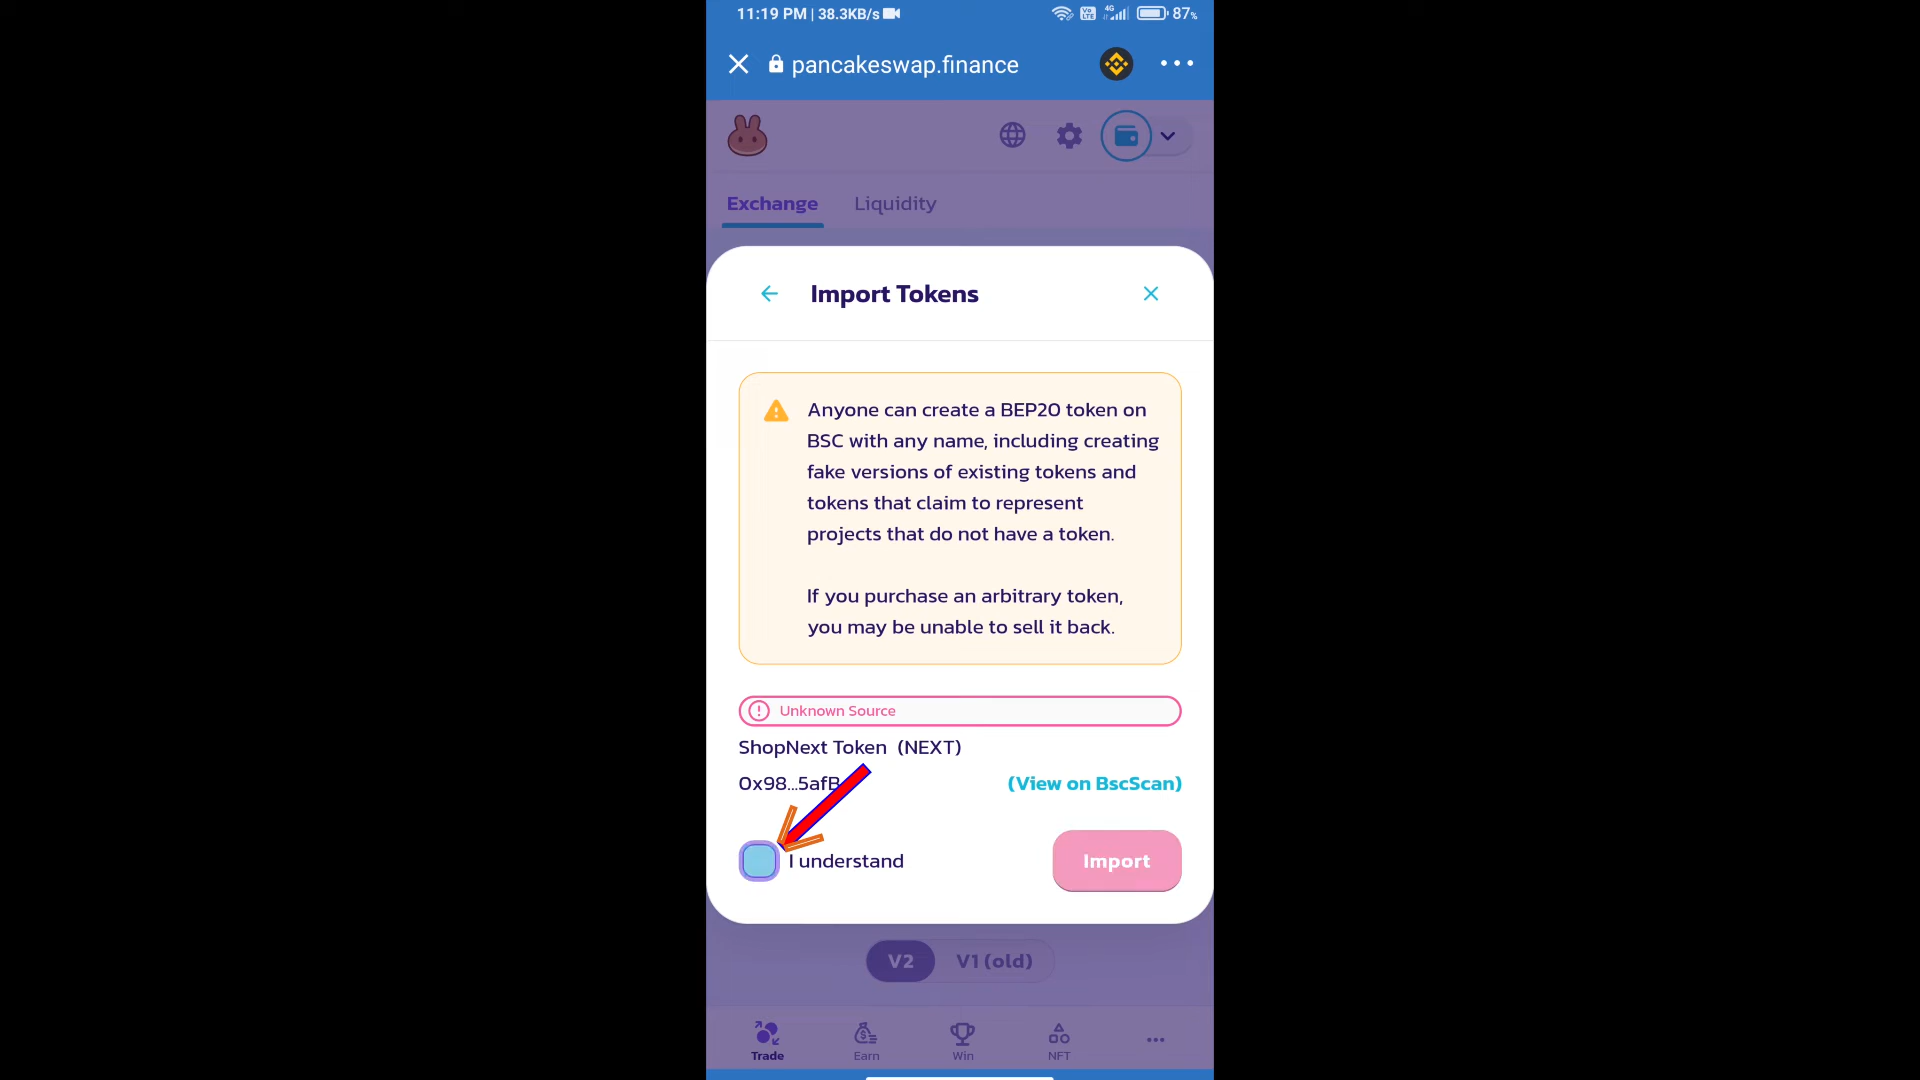 11:19 PM | 38.3KB/s
Vo LTE 4G 87%
pancakeswap.finance
Exchange Liquidity
Import Tokens
Anyone can create a BEP20 token on
BSC with any name, including creating
fake versions of existing tokens and
tokens that claim to represent
projects that do not have a token.
If you purchase an arbitrary token,
you may be unable to sell it back.
Unknown Source
ShopNext Token (NEXT)
0x98...5afB (View on BscScan)
I understand Import
V2 V1 (old)
Trade Earn Win NFT